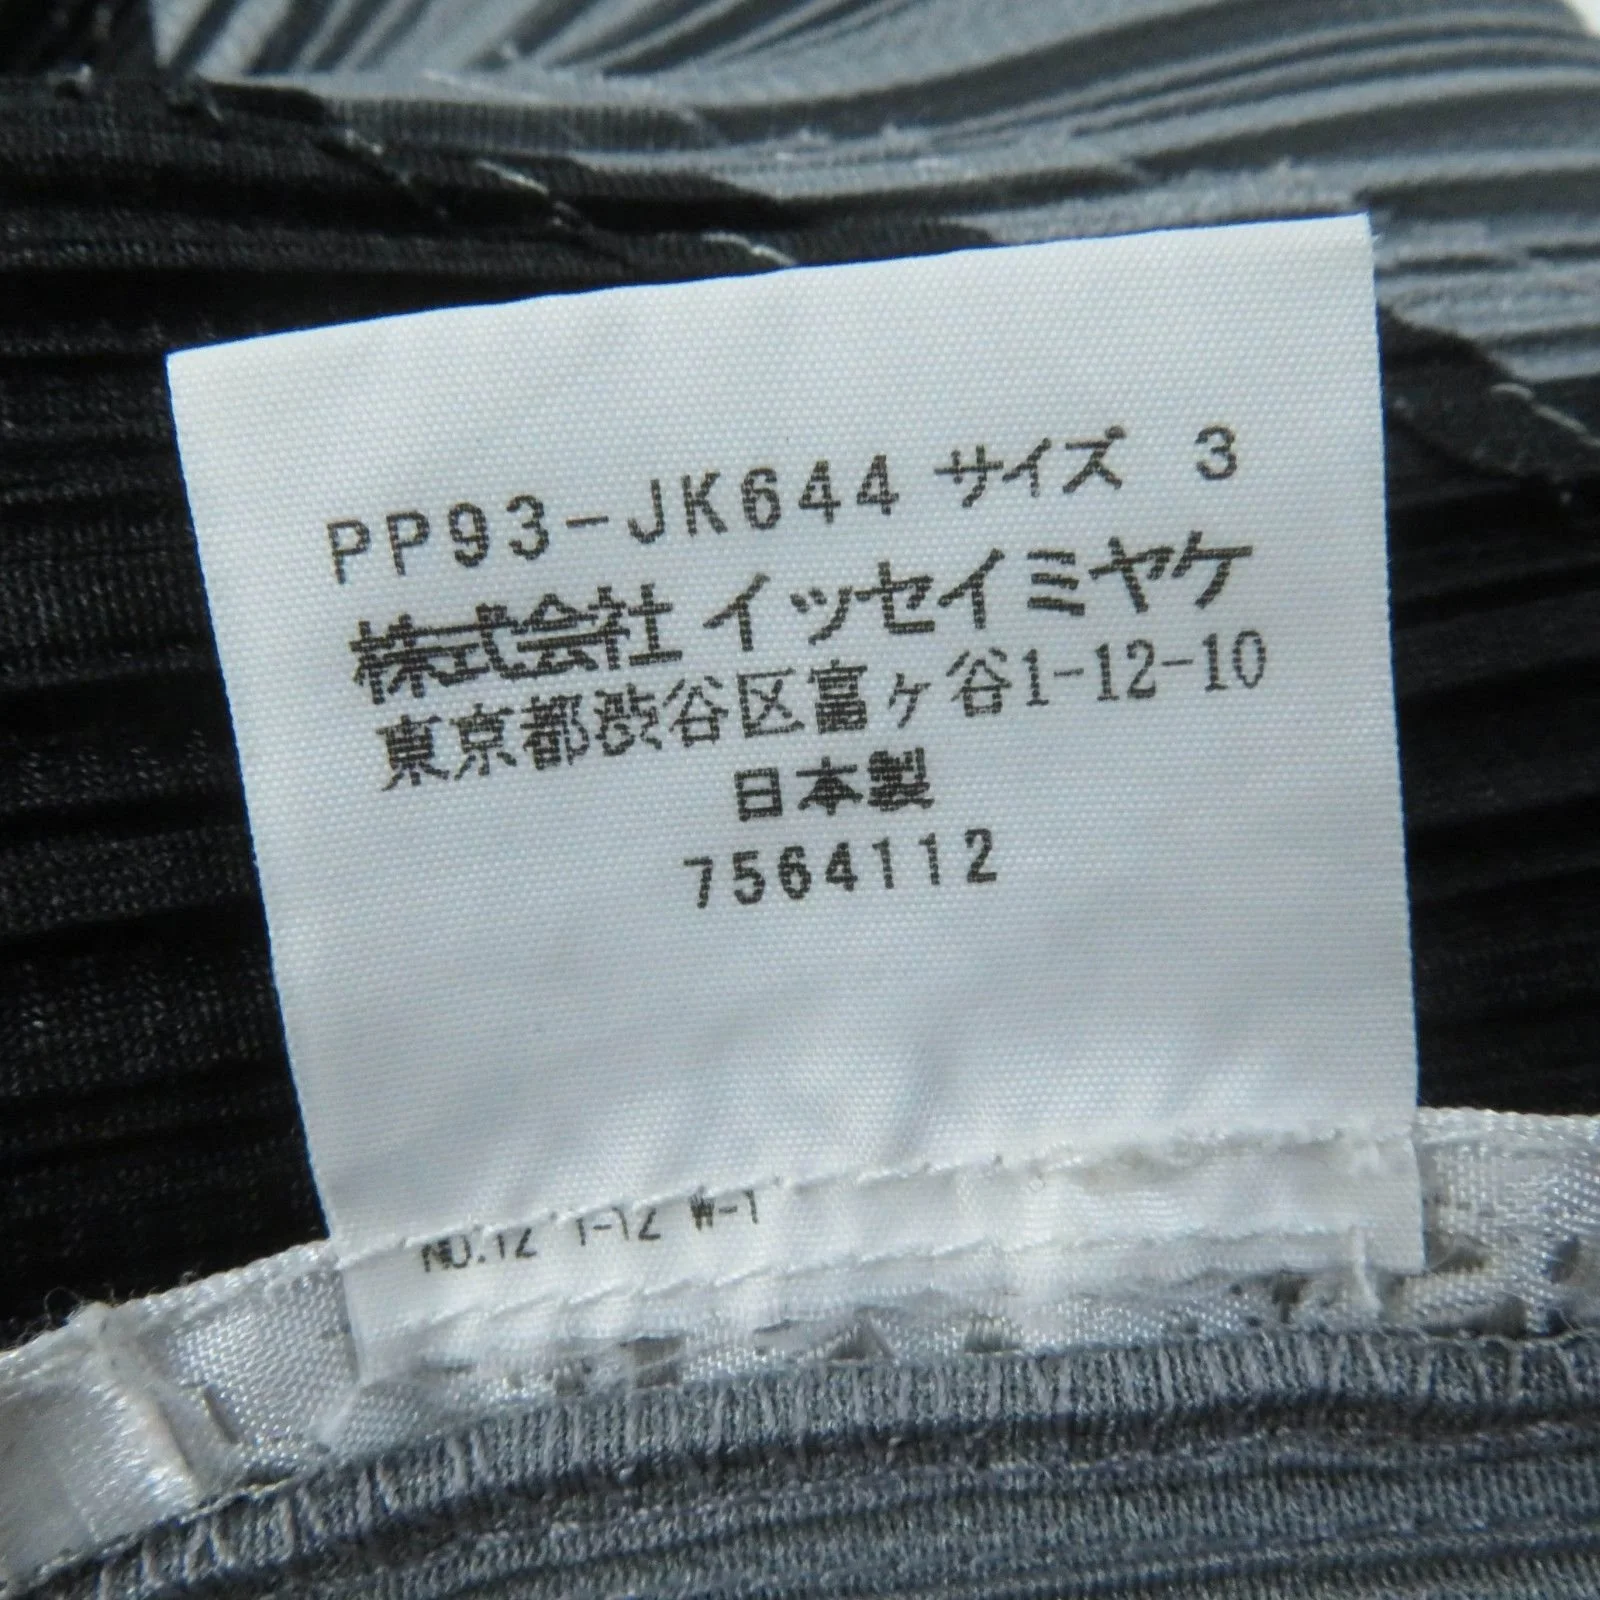 PP93-JK644 サイズ 3
株式会社 イッセイミヤケ
東京都渋谷区富ヶ谷1-12-10
日本製
7564112
NO.12 1-12 W-1